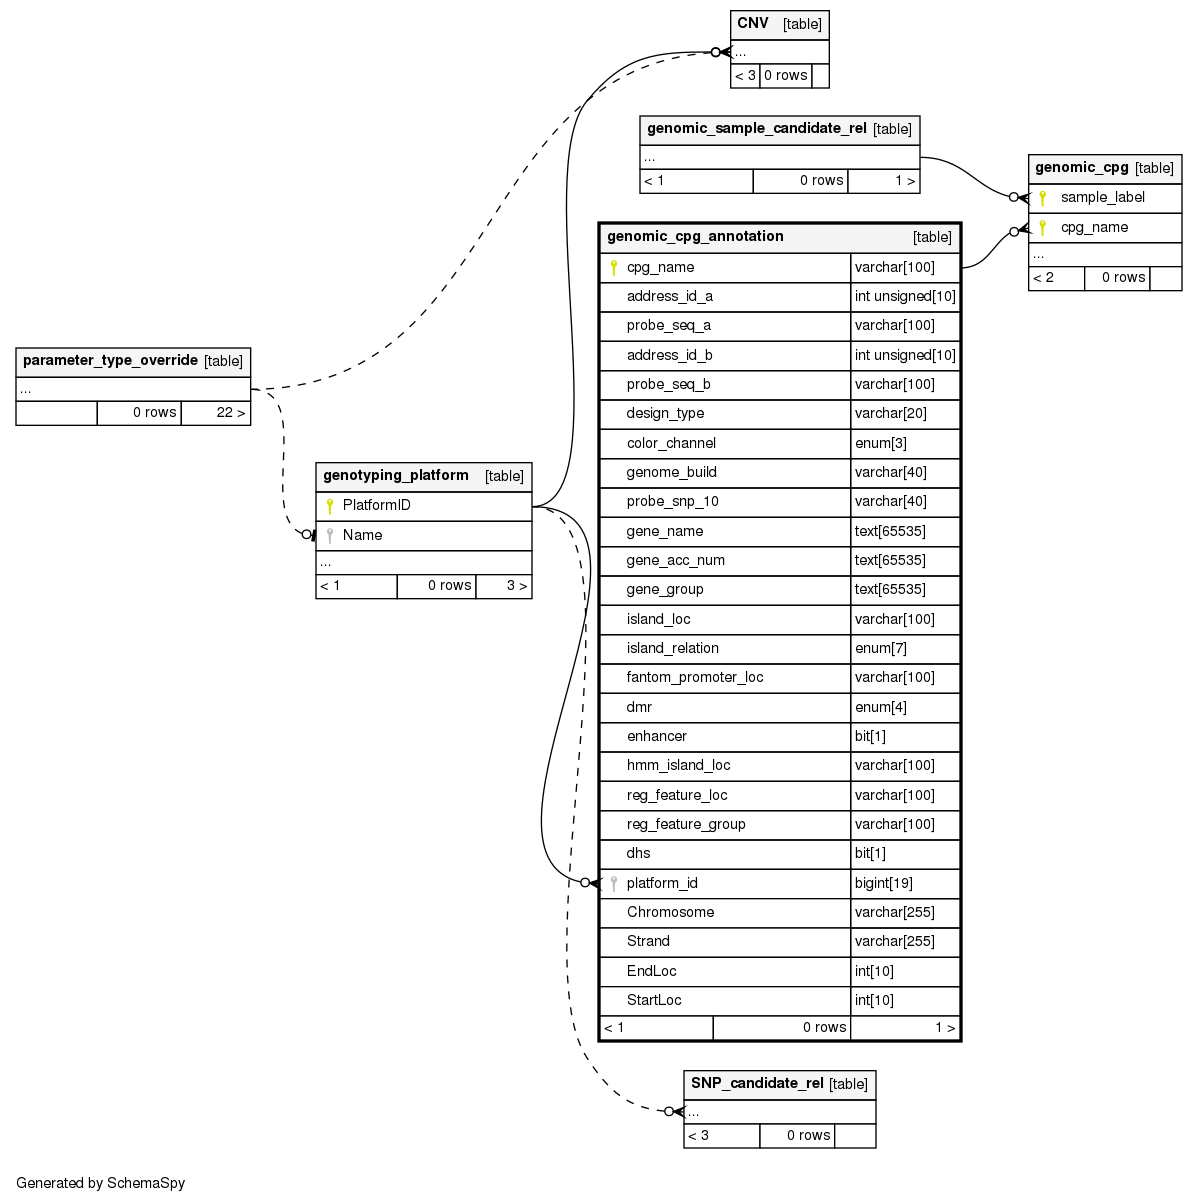 CNV [table]
...
< 3 0 rows
genomic_sample_candidate_rel [table]
...
< 1 0 rows 1 >
genomic_cpg [table]
sample_label
cpg_name
...
< 2 0 rows
genomic_cpg_annotation [table]
cpg_name varchar[100]
address_id_a int unsigned[10]
probe_seq_a varchar[100]
address_id_b int unsigned[10]
probe_seq_b varchar[100]
design_type varchar[20]
color_channel enum[3]
genome_build varchar[40]
probe_snp_10 varchar[40]
gene_name text[65535]
gene_acc_num text[65535]
gene_group text[65535]
island_loc varchar[100]
island_relation enum[7]
fantom_promoter_loc varchar[100]
dmr enum[4]
enhancer bit[1]
hmm_island_loc varchar[100]
reg_feature_loc varchar[100]
reg_feature_group varchar[100]
dhs bit[1]
platform_id bigint[19]
Chromosome varchar[255]
Strand varchar[255]
EndLoc int[10]
StartLoc int[10]
< 1 0 rows 1 >
parameter_type_override [table]
...
0 rows 22 >
genotyping_platform [table]
PlatformID
Name
...
< 1 0 rows 3 >
SNP_candidate_rel [table]
...
< 3 0 rows
Generated by SchemaSpy